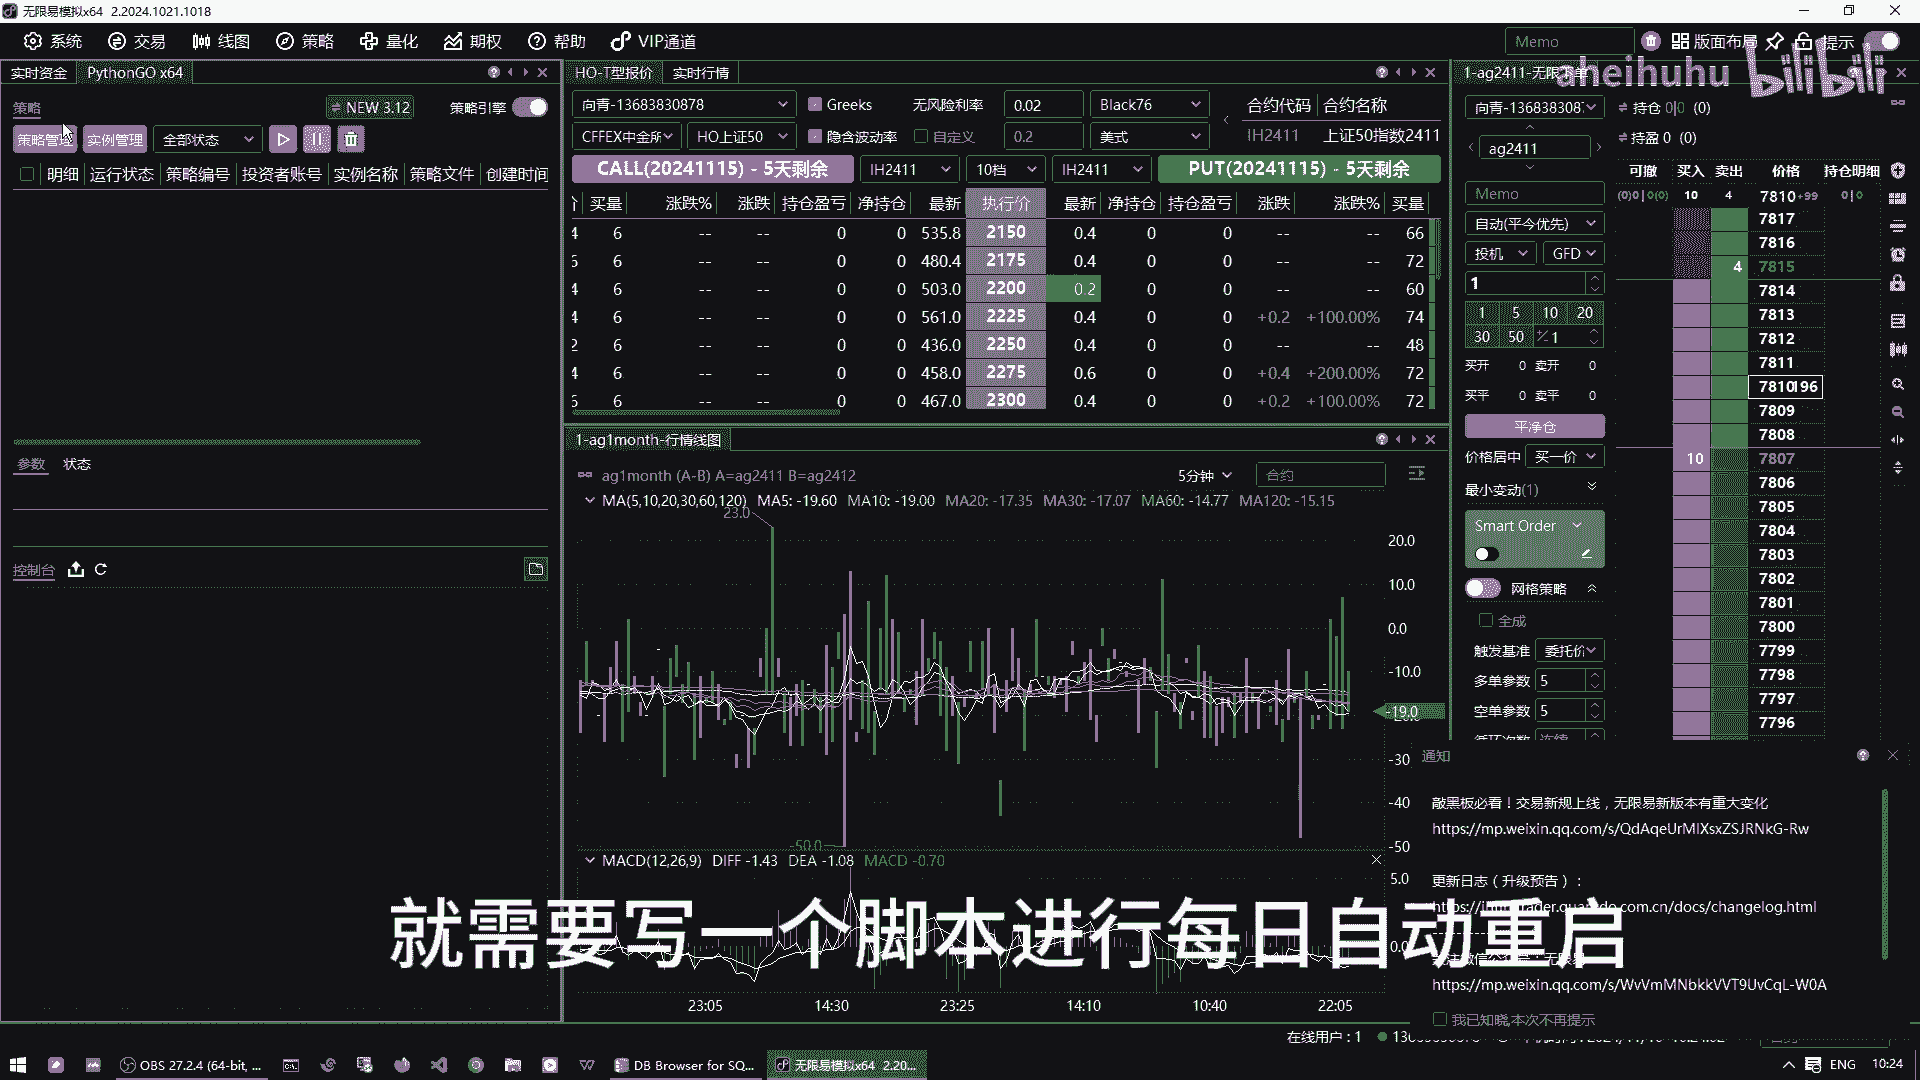 无限易模拟x64 2.2024.1021.1018
系统 交易 线图 策略 量化 期权 帮助 VIP通道 Memo 版面布局 提示
aheihuhu bilibili
实时资金 PythonGO x64
策略 NEW 3.12 策略引擎
策略管理 实例管理 全部状态
明细 运行状态 策略编号 投资者账号 实例名称 策略文件 创建时间
参数 状态
控制台
HO-T型报价 实时行情
向青-13683830878 Greeks 无风险利率 0.02 Black76 合约代码 合约名称
CFFEX中金所 HO上证50 隐含波动率 自定义 0.2 美式 IH2411 上证50指数2411
CALL(20241115) - 5天剩余 IH2411 10档 IH2411 PUT(20241115) - 5天剩余
买量 涨跌% 涨跌 持仓盈亏 净持仓 最新 执行价 最新 净持仓 持仓盈亏 涨跌 涨跌% 买量
6 -- -- 0 0 535.8 2150 0.4 0 0 -- -- 66
6 -- -- 0 0 480.4 2175 0.4 0 0 -- -- 72
6 -- -- 0 0 503.0 2200 0.2 0 0 -- -- 60
6 -- -- 0 0 561.0 2225 0.4 0 0 +0.2 +100.00% 74
6 -- -- 0 0 436.0 2250 0.4 0 0 -- -- 48
6 -- -- 0 0 458.0 2275 0.6 0 0 +0.4 +200.00% 72
6 -- -- 0 0 467.0 2300 0.4 0 0 +0.2 +100.00% 72
1-ag1month-行情线图
ag1month (A-B) A=ag2411 B=ag2412 5分钟 合约
MA(5,10,20,30,60,120) MA5: -19.60 MA10: -19.00 MA20: -17.35 MA30: -17.07 MA60: -14.77 MA120: -15.15
23.0
20.0
10.0
0.0
-10.0
-19.0
-30
-40
-50.0
-50
MACD(12,26,9) DIFF -1.43 DEA -1.08 MACD -0.70
5.0
0.0
23:05 14:30 23:25 14:10 10:40 22:05
1-ag2411-无限下单
向青-1368383087 持仓 0|0 (0)
持盈 0 (0)
ag2411
可撤 买入 卖出 价格 持仓明细
Memo (0)0|0(0) 10 4 7810+99 0|0
自动(平今优先)
投机 GFD
1
1 5 10 20
30 50 1
买开 0 卖开 0
买平 0 卖平 0
平净仓
价格居中 买一价
最小变动(1)
Smart Order
网格策略
全成
触发基准 委托价
多单参数 5
空单参数 5
7817
7816
4 7815
7814
7813
7812
7811
7810
7809
7808
10 7807
7806
7805
7804
7803
7802
7801
7800
7799
7798
7797
7796
通知
敲黑板必看！交易新规上线，无限易新版本有重大变化
https://mp.weixin.qq.com/s/QdAqeUrMIXsxZSJRNkG-Rw
更新日志（升级预告）：
https://mp.weixin.qq.com/s/WvVmMNbkkVVT9UvCqL-W0A
我已知晓,本次不再提示
就需要写一个脚本进行每日自动重启
在线用户：1
OBS 27.2.4 (64-bit, ... DB Browser for SQ... 无限易模拟x64 2.20... ENG 10:24